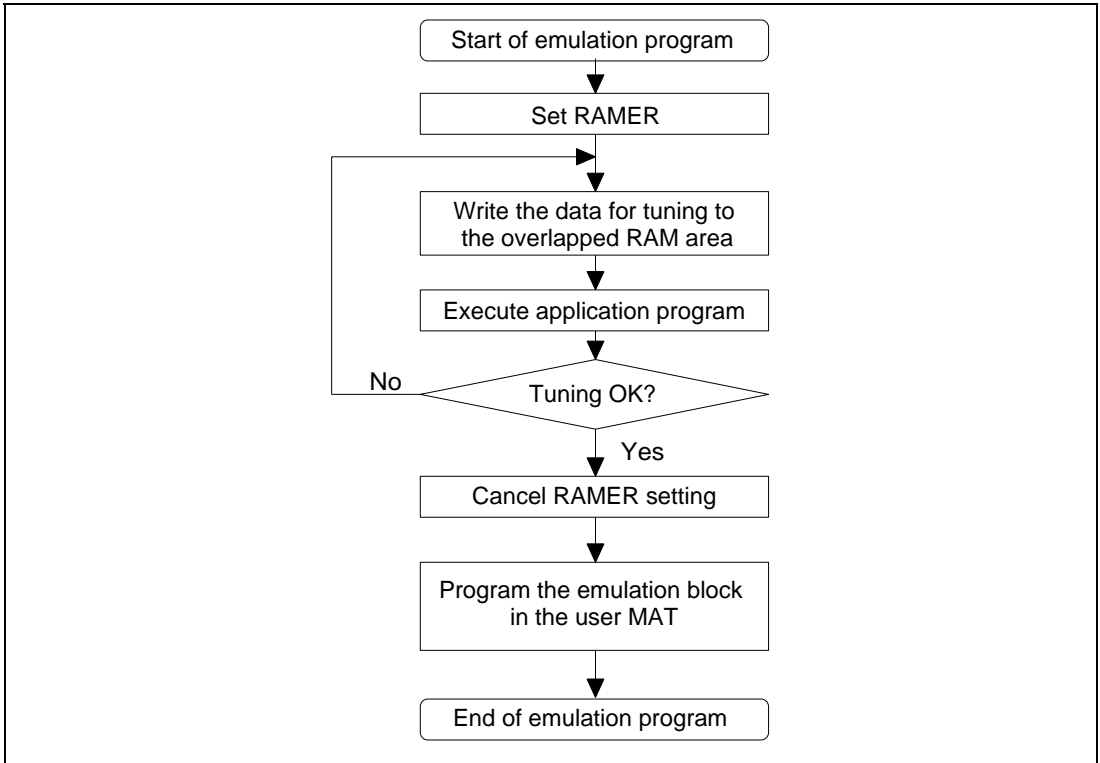 Start of emulation program
Set RAMER
Write the data for tuning to
the overlapped RAM area
Execute application program
Tuning OK?
No
Yes
Cancel RAMER setting
Program the emulation block
in the user MAT
End of emulation program